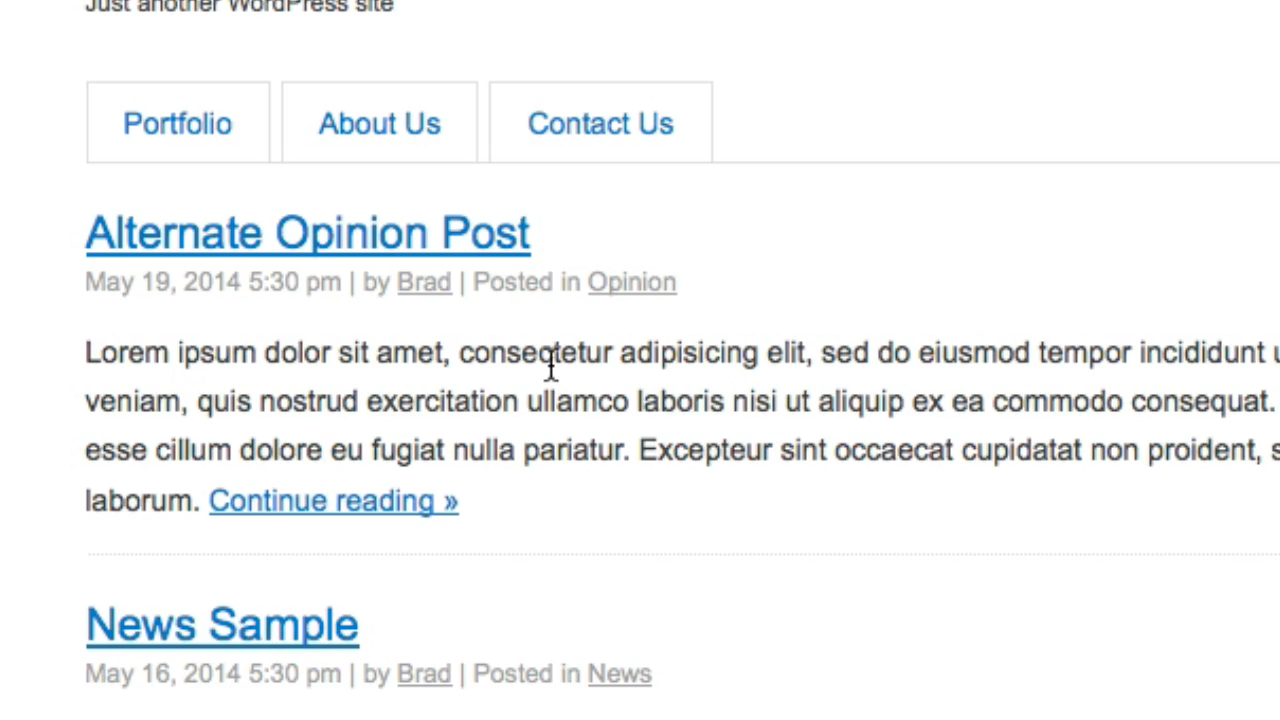 Just another WordPress site
Portfolio About Us Contact Us
Alternate Opinion Post
May 19, 2014 5:30 pm | by Brad | Posted in Opinion
Lorem ipsum dolor sit amet, consectetur adipisicing elit, sed do eiusmod tempor incididunt
veniam, quis nostrud exercitation ullamco laboris nisi ut aliquip ex ea commodo consequat.
esse cillum dolore eu fugiat nulla pariatur. Excepteur sint occaecat cupidatat non proident,
laborum. Continue reading »
News Sample
May 16, 2014 5:30 pm | by Brad | Posted in News